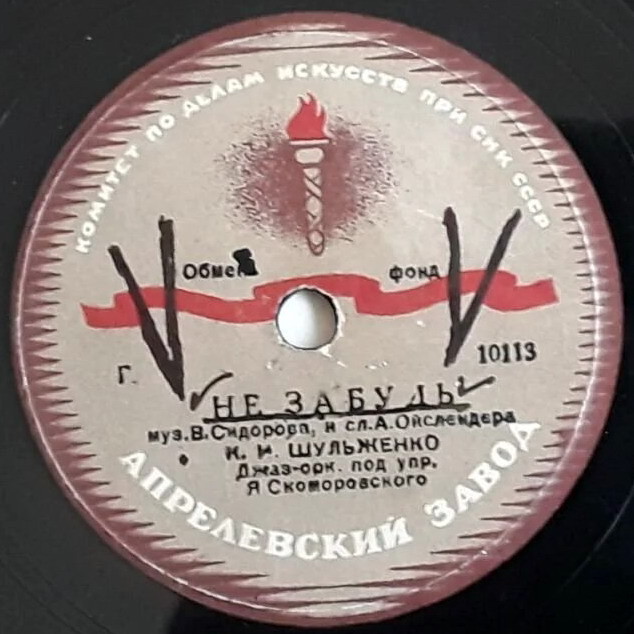 КОМИТЕТ ПО ДЕЛАМ ИСКУССТВ ПРИ СНК СССР
Обмен фонд
Г. 10113
НЕ ЗАБУДЬ
муз. В. Сидорова, и сл. А. Ойслендера
К. И. ШУЛЬЖЕНКО
Джаз-орк. под упр.
Я Скоморовского
АПРЕЛЕВСКИЙ ЗАВОД